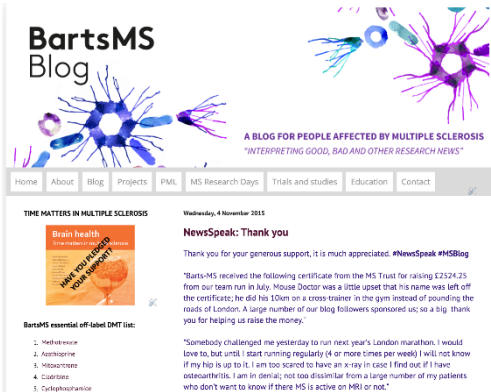 BartsMS
Blog
A BLOG FOR PEOPLE AFFECTED BY MULTIPLE SCLEROSIS
"INTERPRETING GOOD, BAD AND OTHER RESEARCH NEWS"
Home About Blog Projects PML MS Research Days Trials and studies Education Contact
TIME MATTERS IN MULTIPLE SCLEROSIS
Brain health
Time matters in multiple sclerosis
HAVE YOU PLEDGED
YOUR SUPPORT?
BartsMS essential off-label DMT list:
1. Methotrexate
2. Azathioprine
3. Mitoxantrone
4. Cladribine
5. Cyclophosphamide
Wednesday, 4 November 2015
NewsSpeak: Thank you
Thank you for your generous support, it is much appreciated. #NewsSpeak #MSBlog
"Barts-MS received the following certificate from the MS Trust for raising £2524.25
from our team run in July. Mouse Doctor was a little upset that his name was left off
the certificate; he did his 10km on a cross-trainer in the gym instead of pounding the
roads of London. A large number of our blog followers sponsored us; so a big thank
you for helping us raise the money."
"Somebody challenged me yesterday to run next year's London marathon. I would
love to, but until I start running regularly (4 or more times per week) I will not know
if my hip is up to it. I am too scared to have an x-ray in case I find out if I have
osteoarthritis. I am in denial; not too dissimilar from a large number of my patients
who don't want to know if there MS is active on MRI or not."